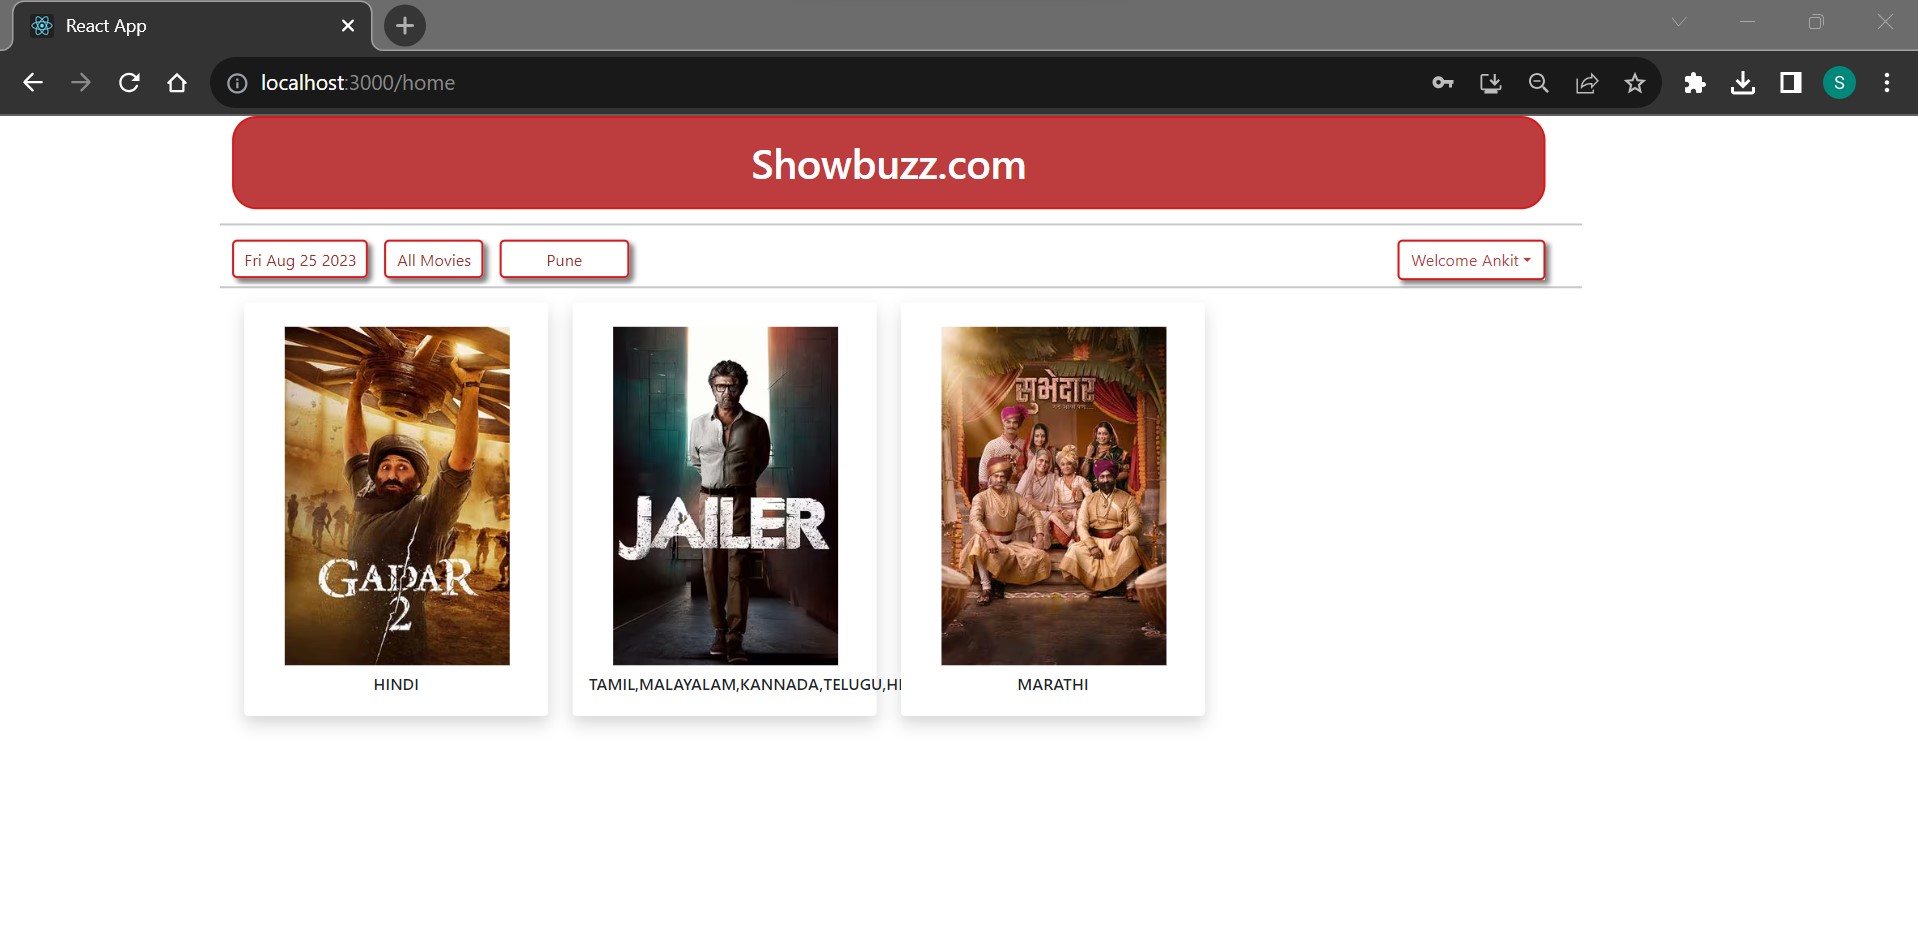 React App
localhost:3000/home
S
Showbuzz.com
Fri Aug 25 2023
All Movies
Pune
Welcome Ankit
GADAR
2
JAILER
सुभेदार
HINDI
TAMIL,MALAYALAM,KANNADA,TELUGU,HI
MARATHI